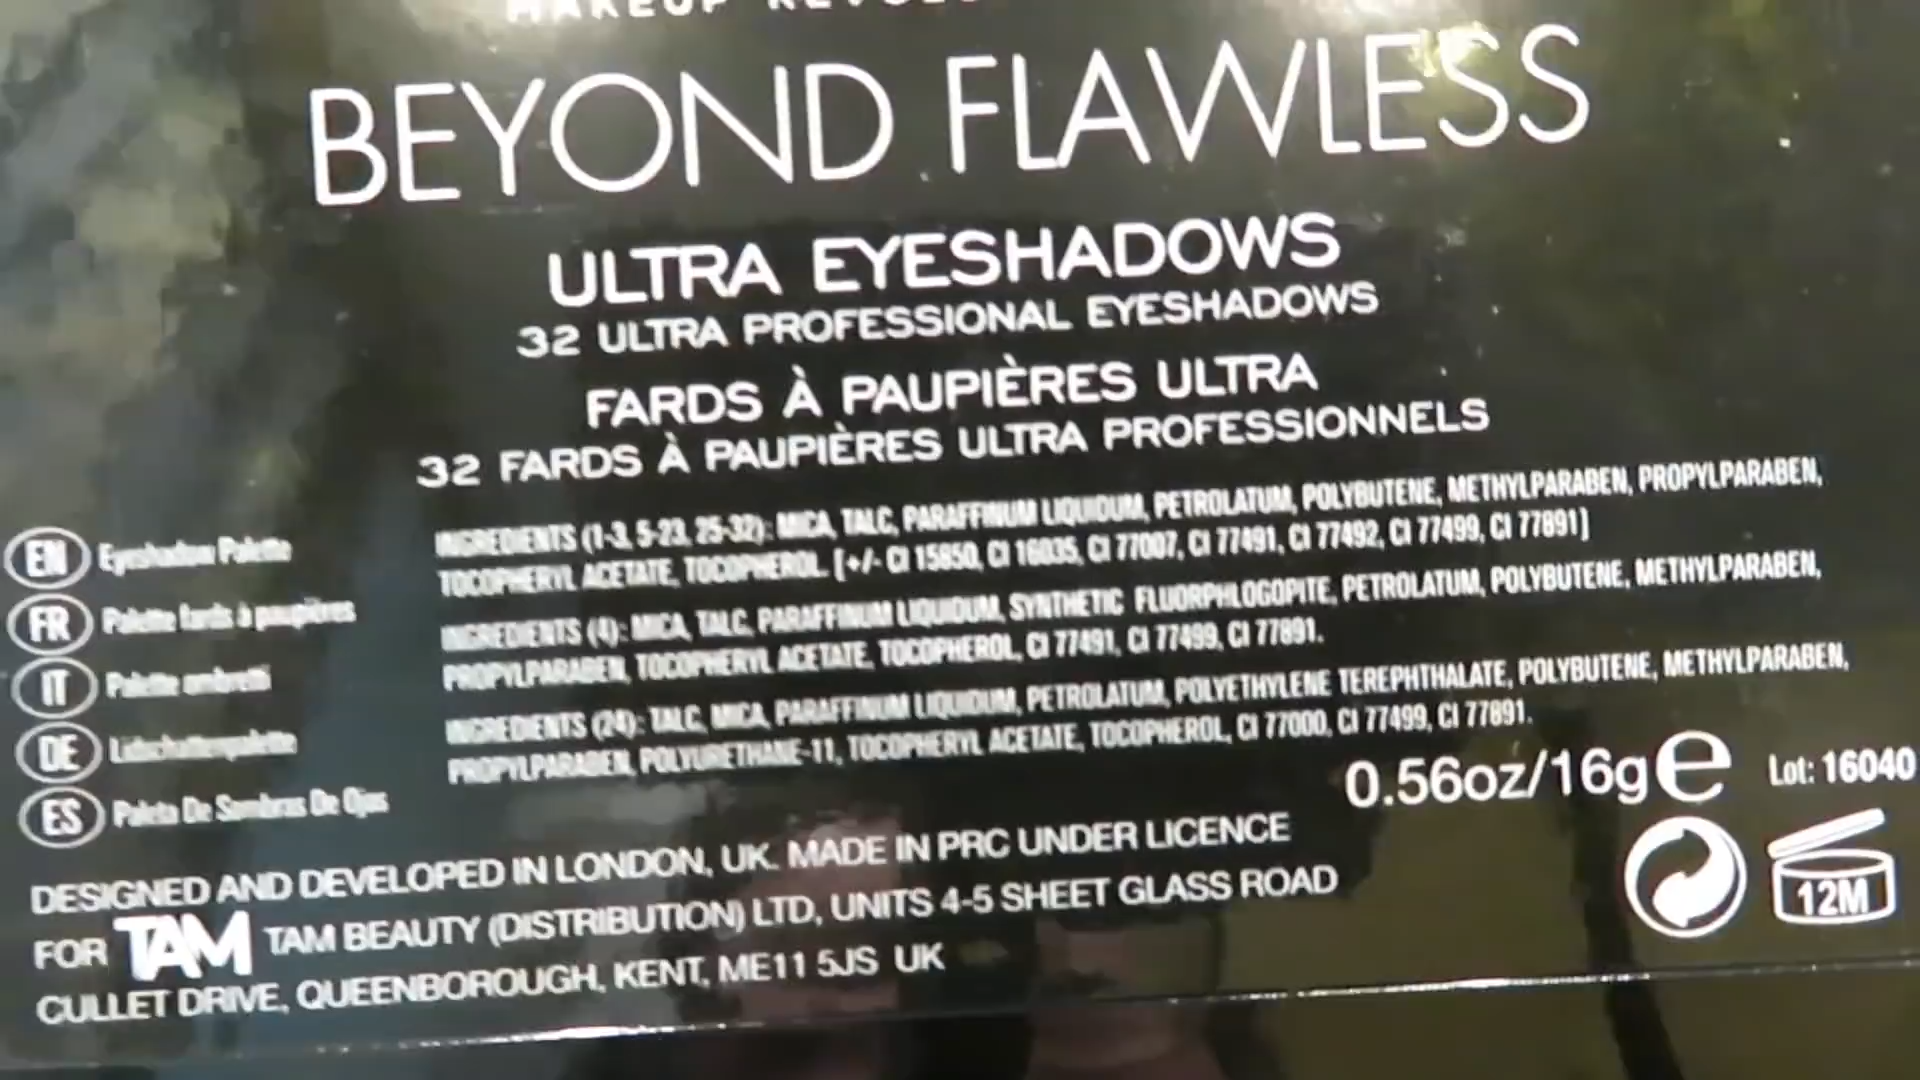 MAKEUP
BEYOND FLAWLESS
ULTRA EYESHADOWS
32 ULTRA PROFESSIONAL EYESHADOWS
FARDS À PAUPIÈRES ULTRA
32 FARDS À PAUPIÈRES ULTRA PROFESSIONNELS
EN Eyeshadow Palette
FR Palette fards à paupières
IT Palette ombretti
DE Lidschattenpalette
ES Paleta De Sombras De Ojos
INGREDIENTS (1-3, 5-23, 25-32): MICA, TALC, PARAFFINUM LIQUIDUM, PETROLATUM, POLYBUTENE, METHYLPARABEN, PROPYLPARABEN,
TOCOPHERYL ACETATE, TOCOPHEROL. [+/- CI 15850, CI 16035, CI 77007, CI 77491, CI 77492, CI 77499, CI 77891]
INGREDIENTS (4): MICA, TALC, PARAFFINUM LIQUIDUM, SYNTHETIC FLUORPHLOGOPITE, PETROLATUM, POLYBUTENE, METHYLPARABEN,
PROPYLPARABEN, TOCOPHERYL ACETATE, TOCOPHEROL, CI 77491, CI 77499, CI 77891.
INGREDIENTS (24): TALC, MICA, PARAFFINUM LIQUIDUM, PETROLATUM, POLYETHYLENE TEREPHTHALATE, POLYBUTENE, METHYLPARABEN,
PROPYLPARABEN, POLYURETHANE-11, TOCOPHERYL ACETATE, TOCOPHEROL, CI 77000, CI 77499, CI 77891.
0.56oz/16g e Lot: 16040
12M
DESIGNED AND DEVELOPED IN LONDON, UK. MADE IN PRC UNDER LICENCE
FOR TAM TAM BEAUTY (DISTRIBUTION) LTD, UNITS 4-5 SHEET GLASS ROAD
CULLET DRIVE, QUEENBOROUGH, KENT, ME11 5JS UK